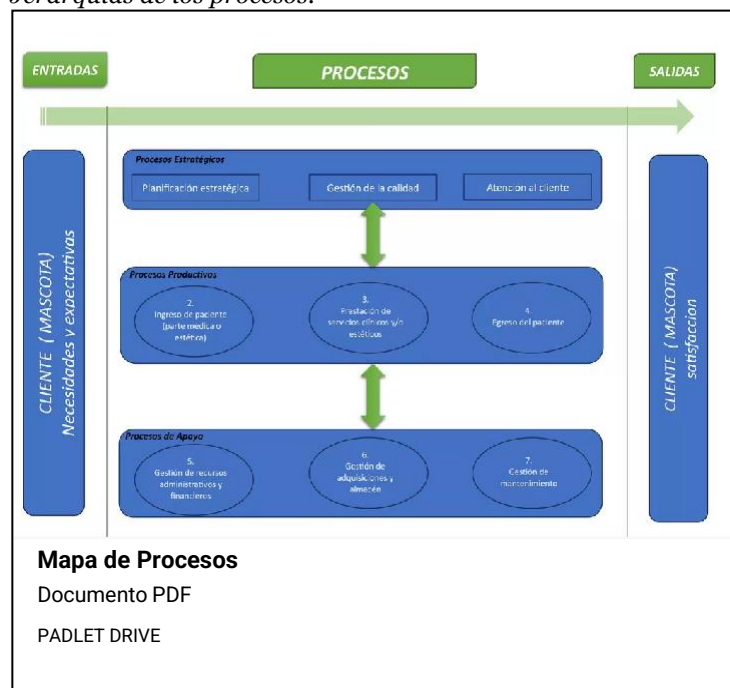 Jerarquías de los procesos.
ENTRADAS
PROCESOS
SALIDAS
CLIENTE ( MASCOTA)
Necesidades y expectativas
Procesos Estratégicos
Planificación estratégica
Gestión de la calidad
Atención al cliente
Procesos Productivos
2.
Ingreso de paciente
(parte medica o
estética)
3.
Prestación de
servicios clínicos y/o
estéticos
4.
Egreso del paciente
Procesos de Apoyo
5.
Gestión de recursos
administrativos y
financieros
6.
Gestión de
adquisiciones y
almacén
7.
Gestión de
mantenimiento
CLIENTE ( MASCOTA)
satisfaccion
Mapa de Procesos
Documento PDF
PADLET DRIVE